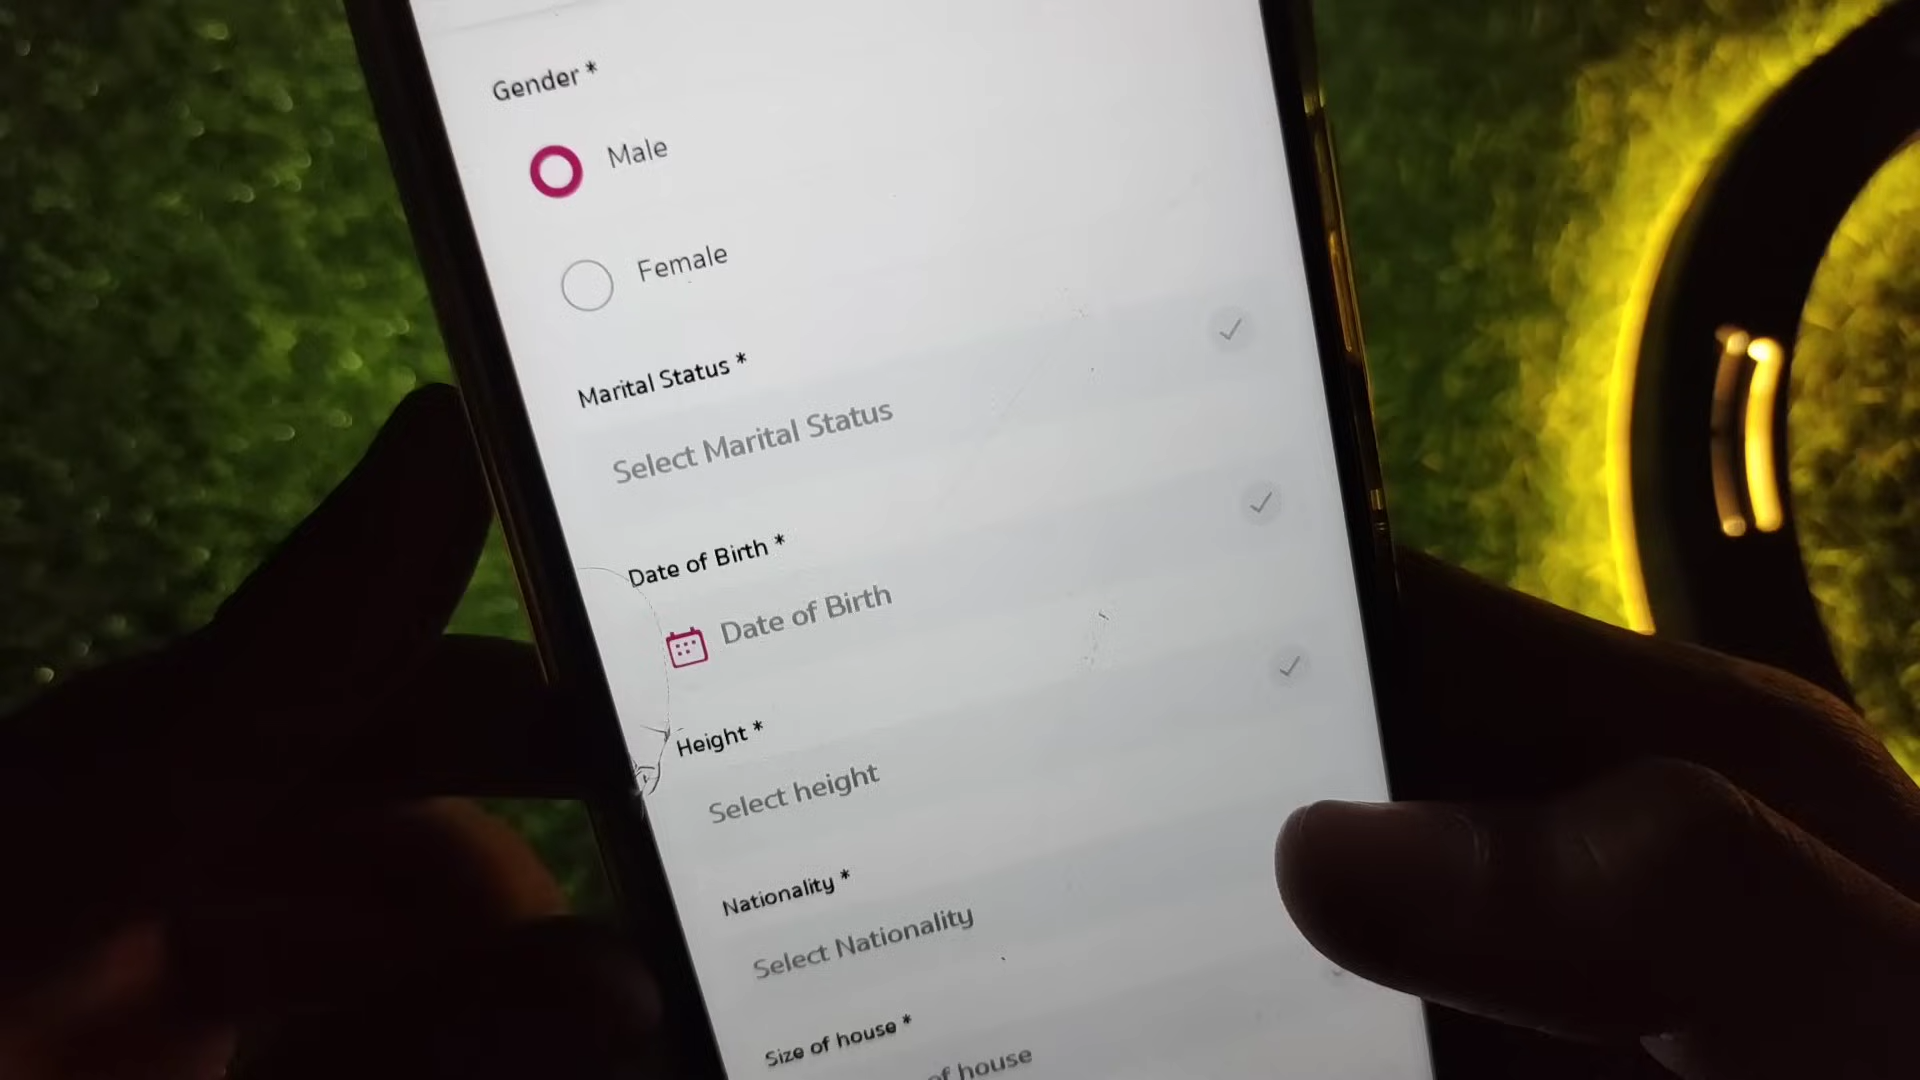 Gender *
Male
Female
Marital Status *
Select Marital Status
Date of Birth *
Date of Birth
Height *
Select height
Nationality *
Select Nationality
Size of house *
of house